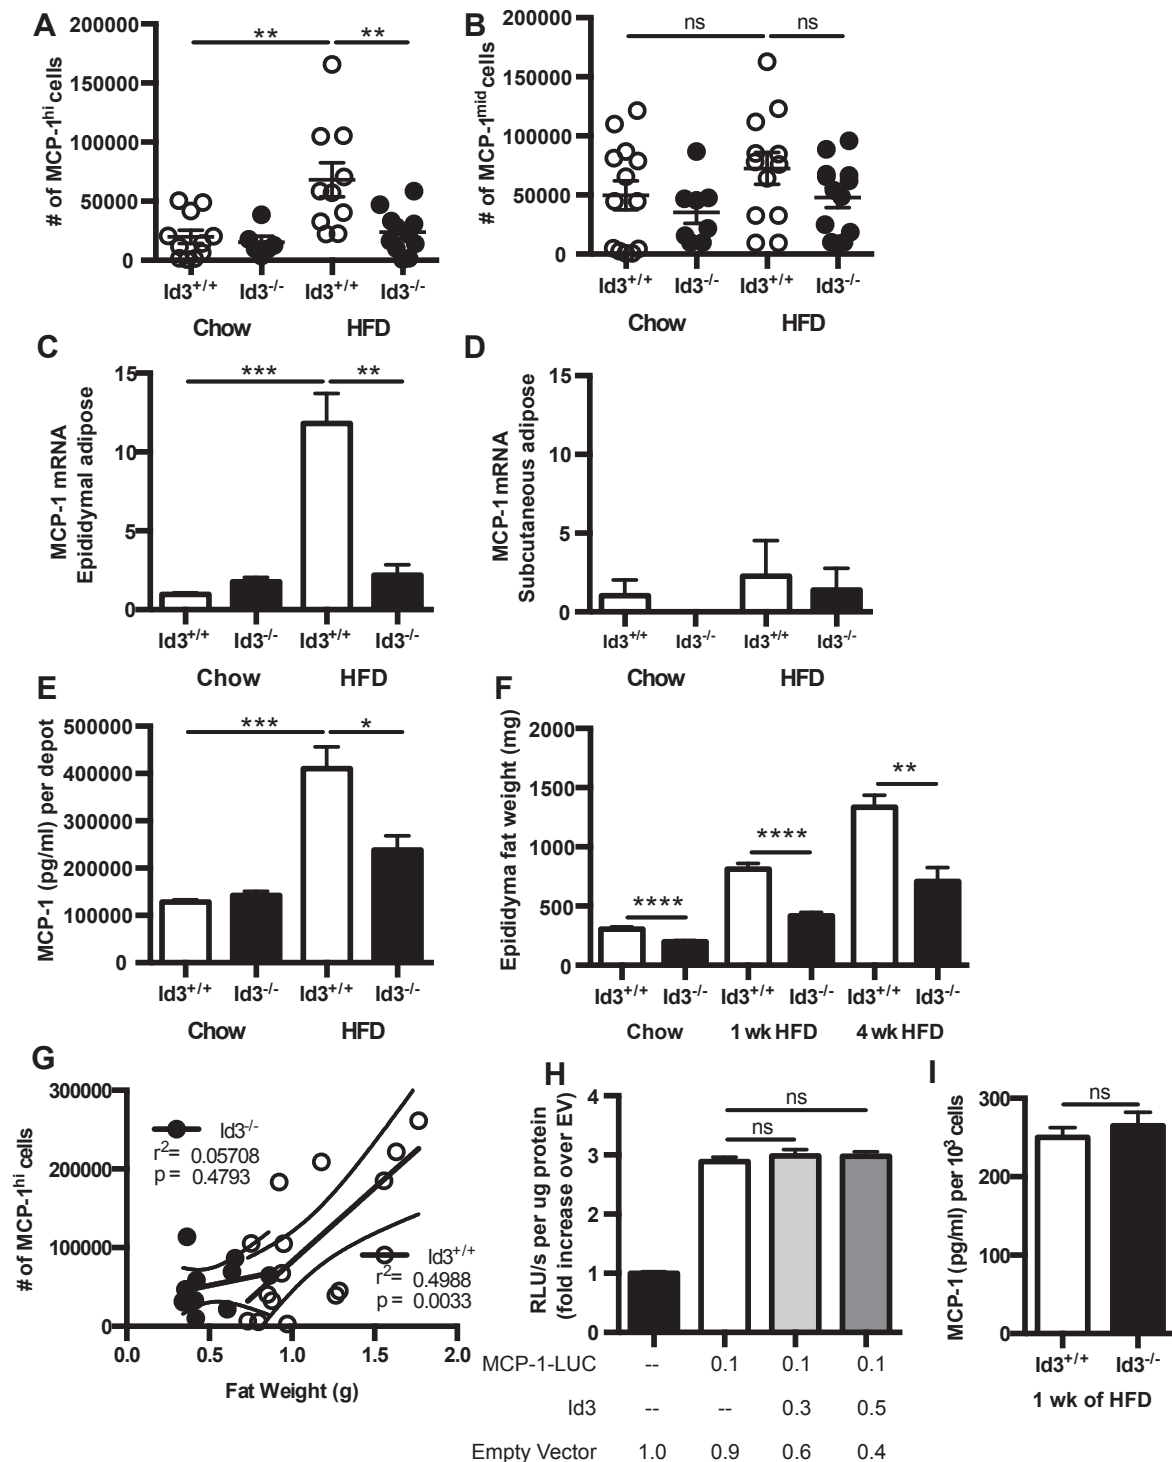 A
# of MCP-1hi cells
200000
150000
100000
50000
0
**
**
Id3+/+
Id3-/-
Id3+/+
Id3-/-
Chow
HFD
B
# of MCP-1mid cells
200000
150000
100000
50000
0
ns
ns
Id3+/+
Id3-/-
Id3+/+
Id3-/-
Chow
HFD
C
MCP-1 mRNA
Epididymal adipose
15
10
5
0
***
**
Id3+/+
Id3-/-
Id3+/+
Id3-/-
Chow
HFD
D
MCP-1 mRNA
Subcutaneous adipose
15
10
5
0
Id3+/+
Id3-/-
Id3+/+
Id3-/-
Chow
HFD
E
MCP-1 (pg/ml) per depot
500000
400000
300000
200000
100000
0
***
*
Id3+/+
Id3-/-
Id3+/+
Id3-/-
Chow
HFD
F
Epididyma fat weight (mg)
2000
1500
1000
500
0
****
****
**
Id3+/+
Id3-/-
Id3+/+
Id3-/-
Id3+/+
Id3-/-
Chow
1 wk HFD
4 wk HFD
G
# of MCP-1hi cells
300000
200000
100000
0
Id3-/-
r2= 0.05708
p = 0.4793
Id3+/+
r2= 0.4988
p = 0.0033
0.0
0.5
1.0
1.5
2.0
Fat Weight (g)
H
RLU/s per ug protein
(fold increase over EV)
4
3
2
1
0
ns
ns
MCP-1-LUC -- 0.1 0.1 0.1
Id3 -- -- 0.3 0.5
Empty Vector 1.0 0.9 0.6 0.4
I
MCP-1 (pg/ml) per 103 cells
300
200
100
0
ns
Id3+/+
Id3-/-
1 wk of HFD